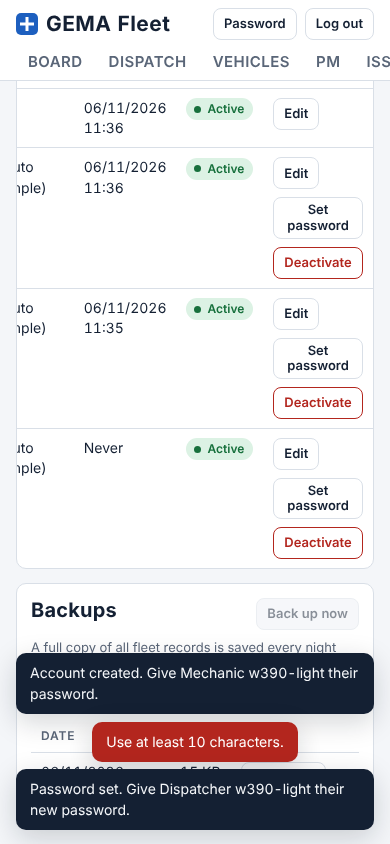 GEMA Fleet
Password
Log out
BOARD DISPATCH VEHICLES PM ISS
06/11/2026
11:36
Active
Edit
uto
nple)
06/11/2026
11:36
Active
Edit
Set
password
Deactivate
uto
nple)
06/11/2026
11:35
Active
Edit
Set
password
Deactivate
uto
nple)
Never
Active
Edit
Set
password
Deactivate
Backups
Back up now
A full copy of all fleet records is saved every night
Account created. Give Mechanic w390-light their
password.
DATE
Use at least 10 characters.
Password set. Give Dispatcher w390-light their
new password.